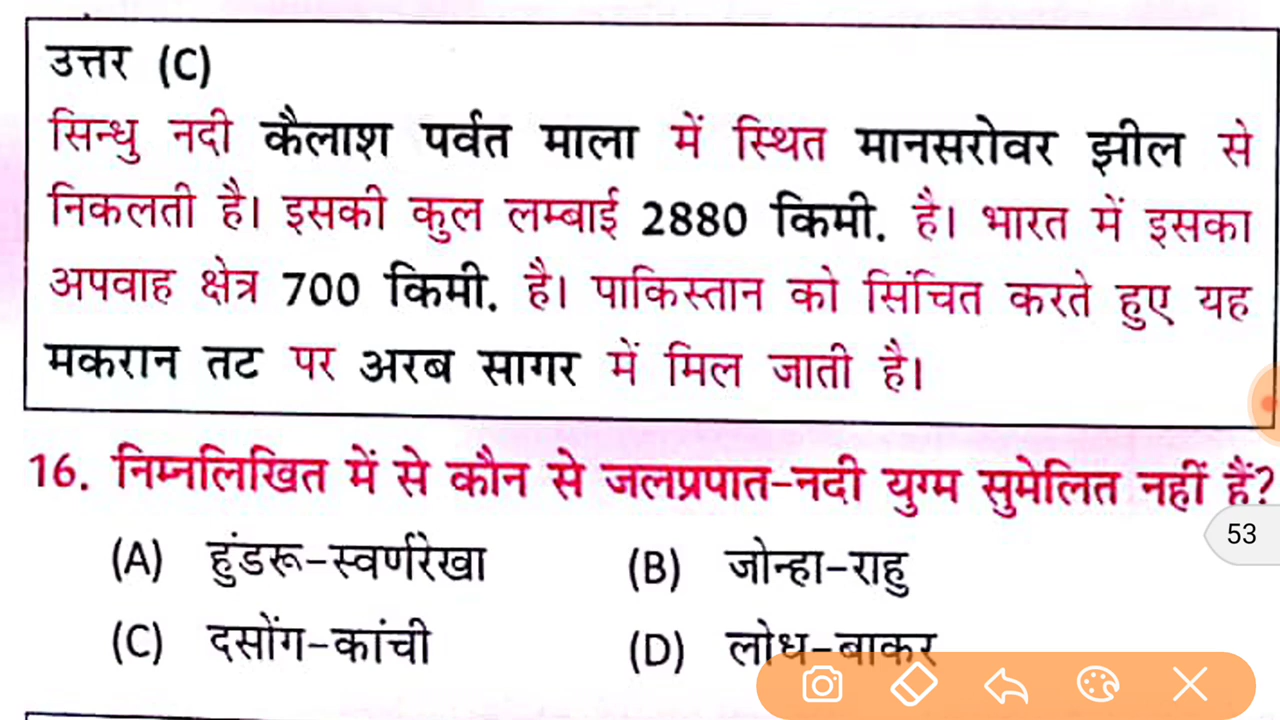 उत्तर (C)
सिन्धु नदी कैलाश पर्वत माला में स्थित मानसरोवर झील से
निकलती है। इसकी कुल लम्बाई 2880 किमी. है। भारत में इसका
अपवाह क्षेत्र 700 किमी. है। पाकिस्तान को सिंचित करते हुए यह
मकरान तट पर अरब सागर में मिल जाती है।
16. निम्नलिखित में से कौन से जलप्रपात-नदी युग्म सुमेलित नहीं हैं?
53
(A) हुंडरू-स्वर्णरेखा (B) जोन्हा-राहु
(C) दसोंग-कांची (D) लोध-बाकर